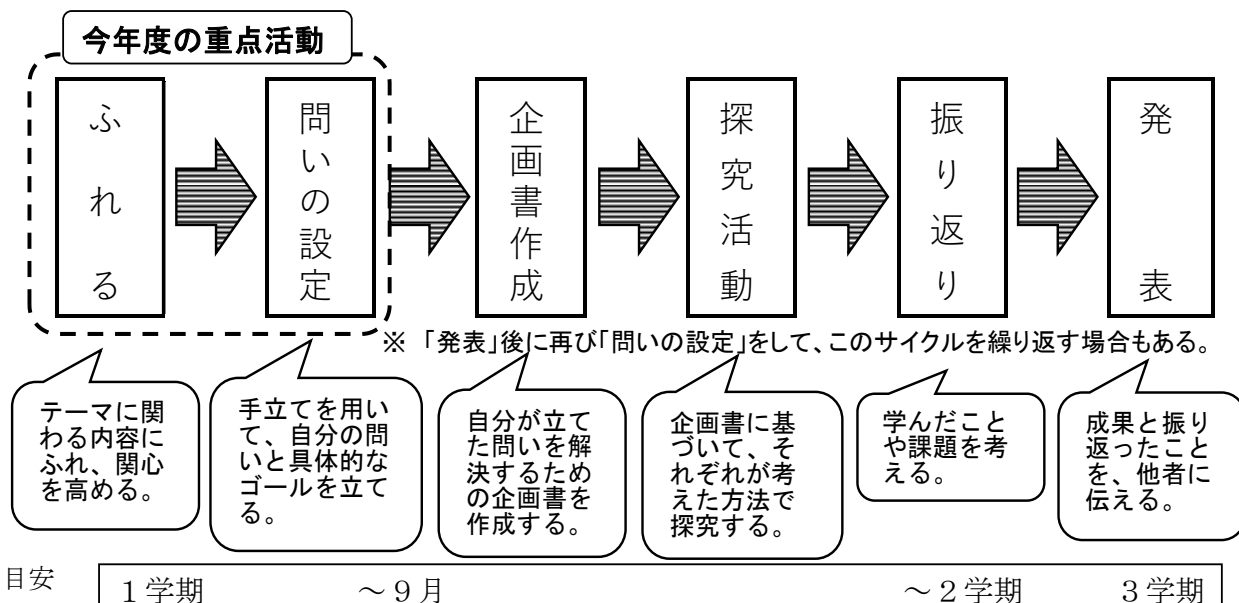 今年度の重点活動
ふれる
問いの設定
企画書作成
探究活動
振り返り
発表
※ 「発表」後に再び「問いの設定」をして、このサイクルを繰り返す場合もある。
テーマに関
わる内容に
ふれ、関心
を高める。
手立てを用い
て、自分の問
いと具体的な
ゴールを立て
る。
自分が立て
た問いを解
決するため
の企画書を
作成する。
企画書に基
づいて、そ
れぞれが考
えた方法で
探究する。
学んだこと
や課題を考
える。
成果と振り
返ったこと
を、他者に
伝える。
目安
1学期 ～9月 ～2学期 3学期